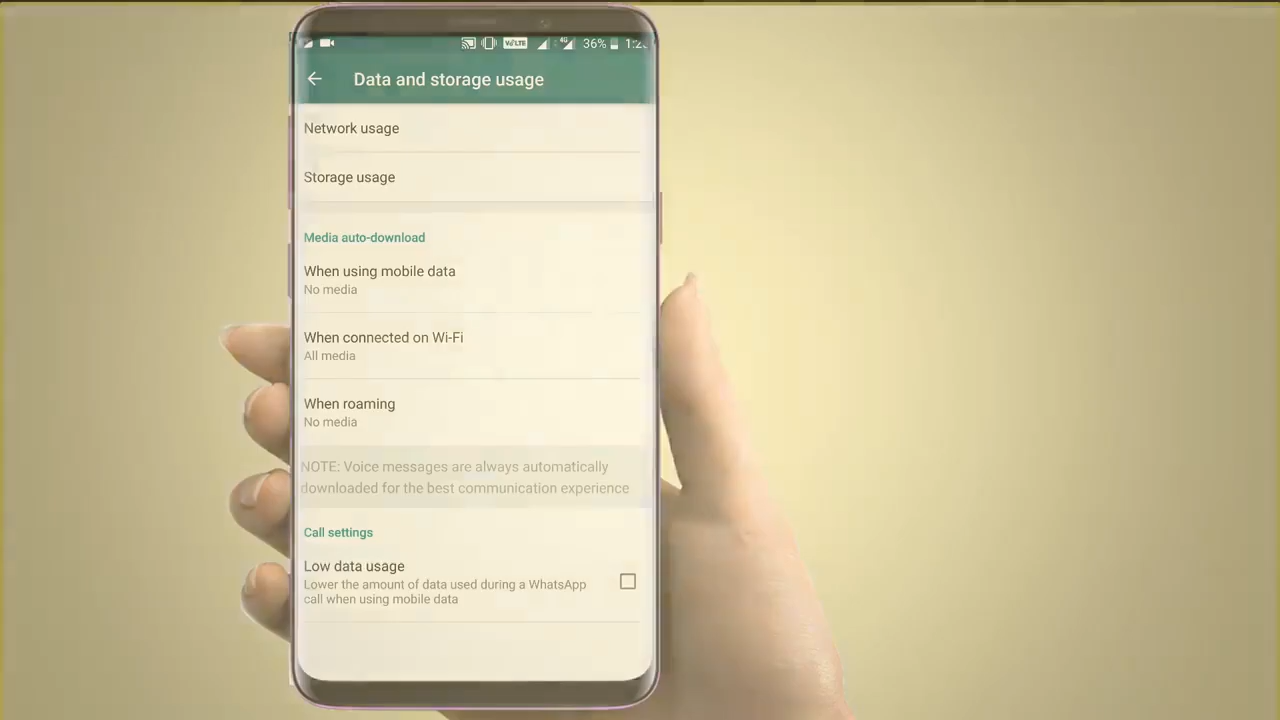 VoLTE 4G 36% 1:2
Data and storage usage
Network usage
Storage usage
Media auto-download
When using mobile data
No media
When connected on Wi-Fi
All media
When roaming
No media
NOTE: Voice messages are always automatically
downloaded for the best communication experience
Call settings
Low data usage
Lower the amount of data used during a WhatsApp
call when using mobile data